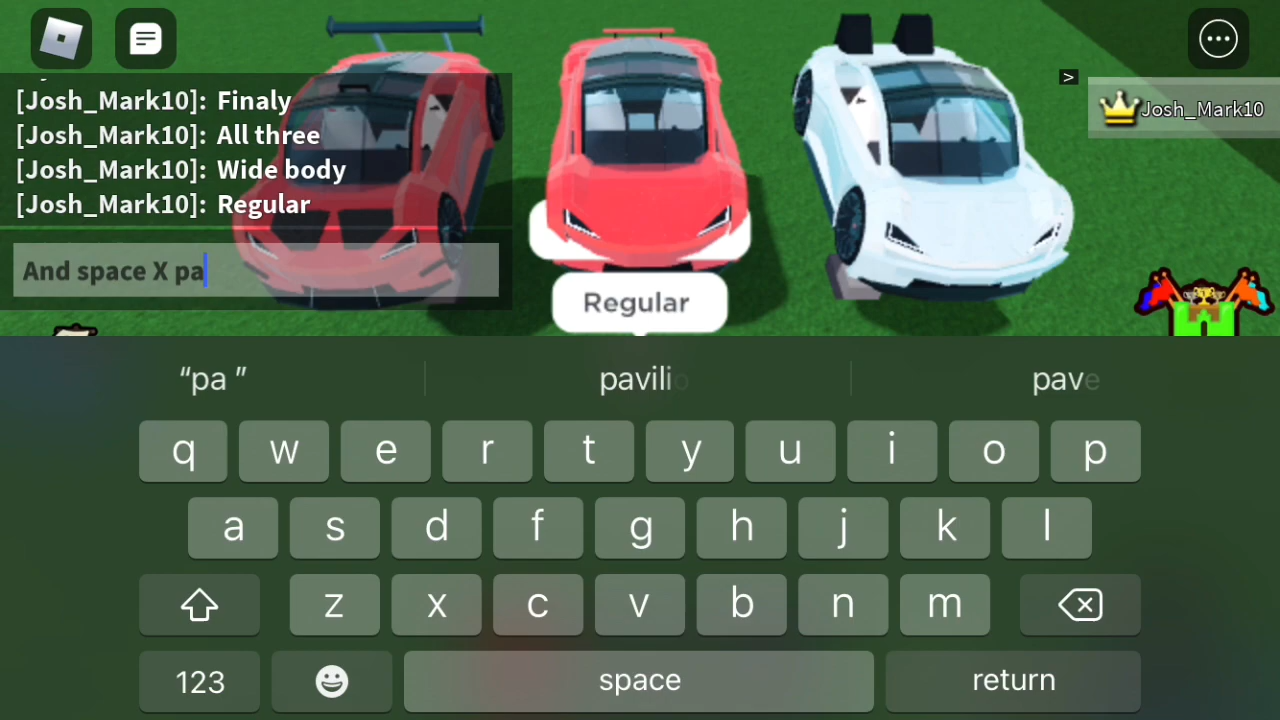 [Josh_Mark10]: Finaly
[Josh_Mark10]: All three
[Josh_Mark10]: Wide body
[Josh_Mark10]: Regular
And space X pa
>
Josh_Mark10
Regular
“pa ” pavilio pave
q w e r t y u i o p
a s d f g h j k l
z x c v b n m
123 space return